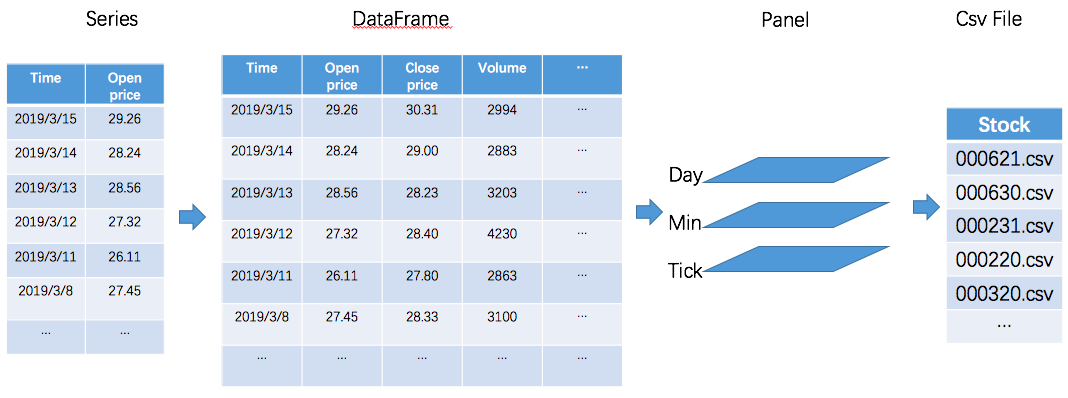 Series
DataFrame
Panel
Csv File
Time Open price
2019/3/15 29.26
2019/3/14 28.24
2019/3/13 28.56
2019/3/12 27.32
2019/3/11 26.11
2019/3/8 27.45
... ...
Time Open price Close price Volume ...
2019/3/15 29.26 30.31 2994 ...
2019/3/14 28.24 29.00 2883 ...
2019/3/13 28.56 28.23 3203 ...
2019/3/12 27.32 28.40 4230 ...
2019/3/11 26.11 27.80 2863 ...
2019/3/8 27.45 28.33 3100 ...
... ... ... ... ...
Day
Min
Tick
Stock
000621.csv
000630.csv
000231.csv
000220.csv
000320.csv
...